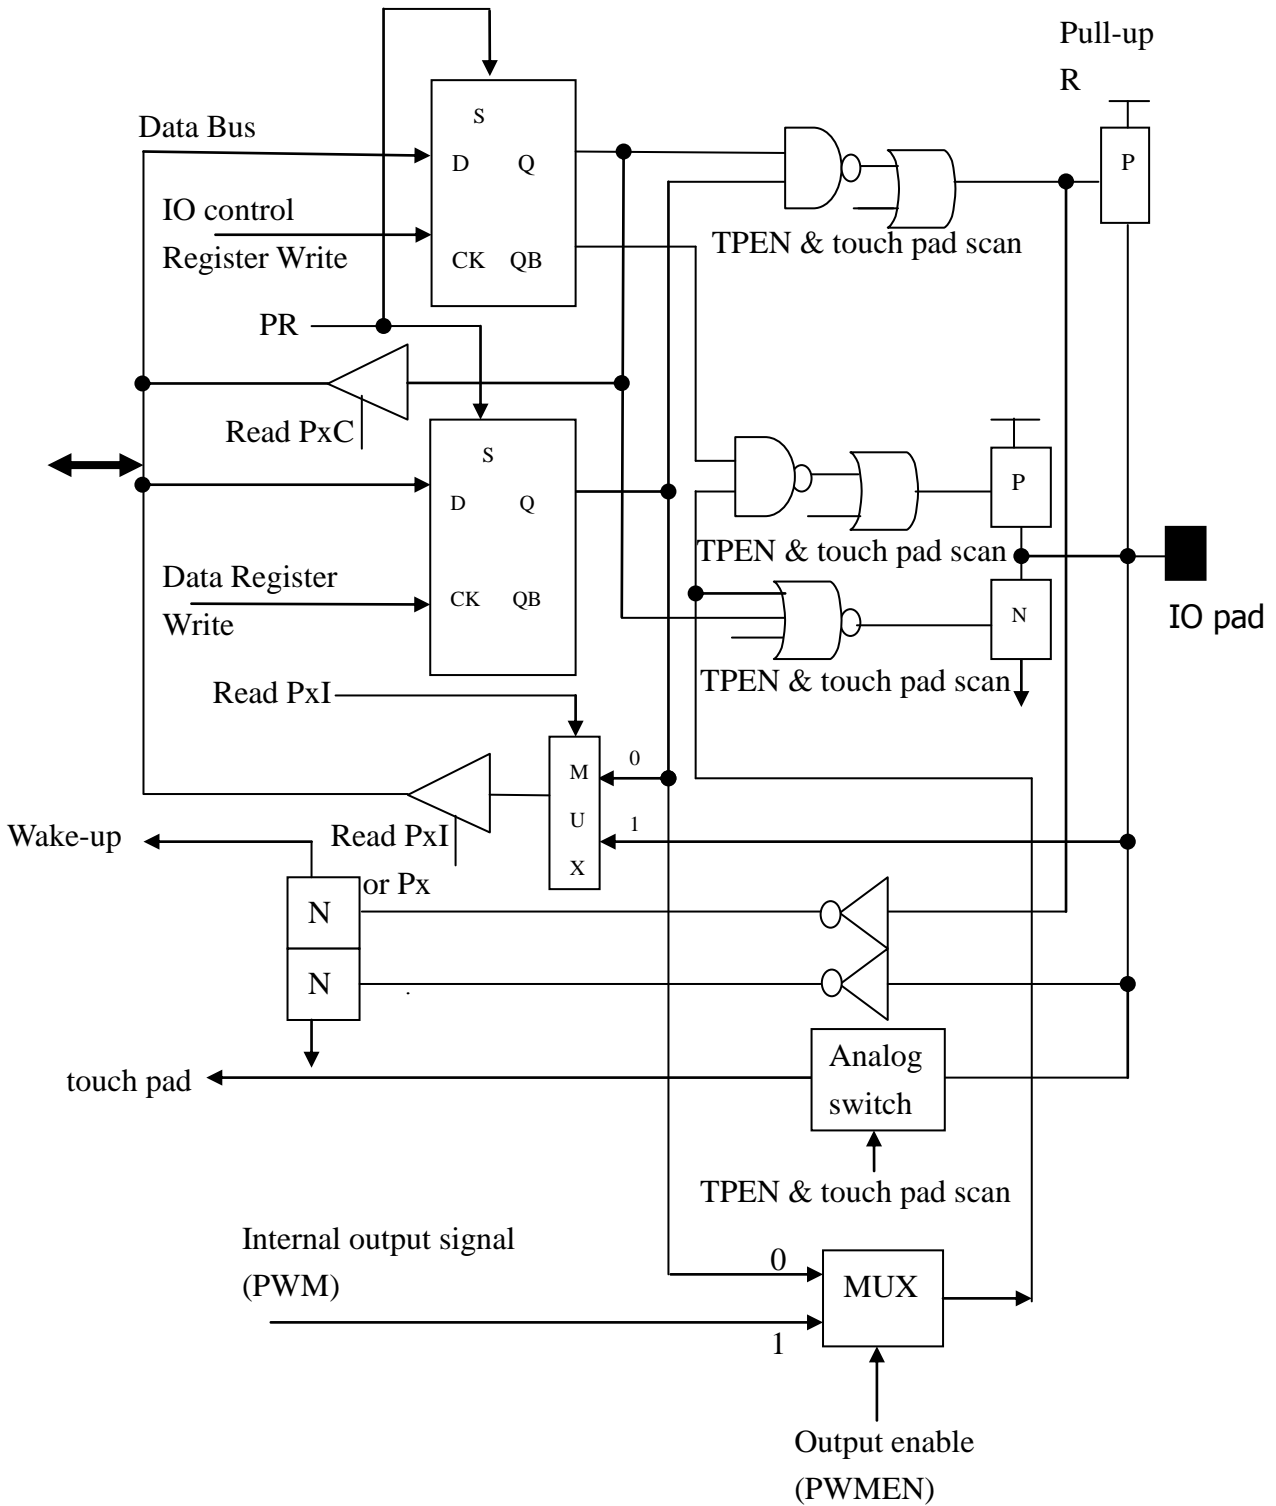 Pull-up
R
Data Bus
S
D Q
P
IO control
Register Write
CK QB
TPEN & touch pad scan
PR
Read PxC
S
D Q
P
TPEN & touch pad scan
Data Register
Write
CK QB
N
IO pad
TPEN & touch pad scan
Read PxI
0
M
U
X
1
Wake-up
Read PxI
or Px
N
N
Analog
switch
touch pad
TPEN & touch pad scan
Internal output signal
(PWM)
0
MUX
1
Output enable
(PWMEN)